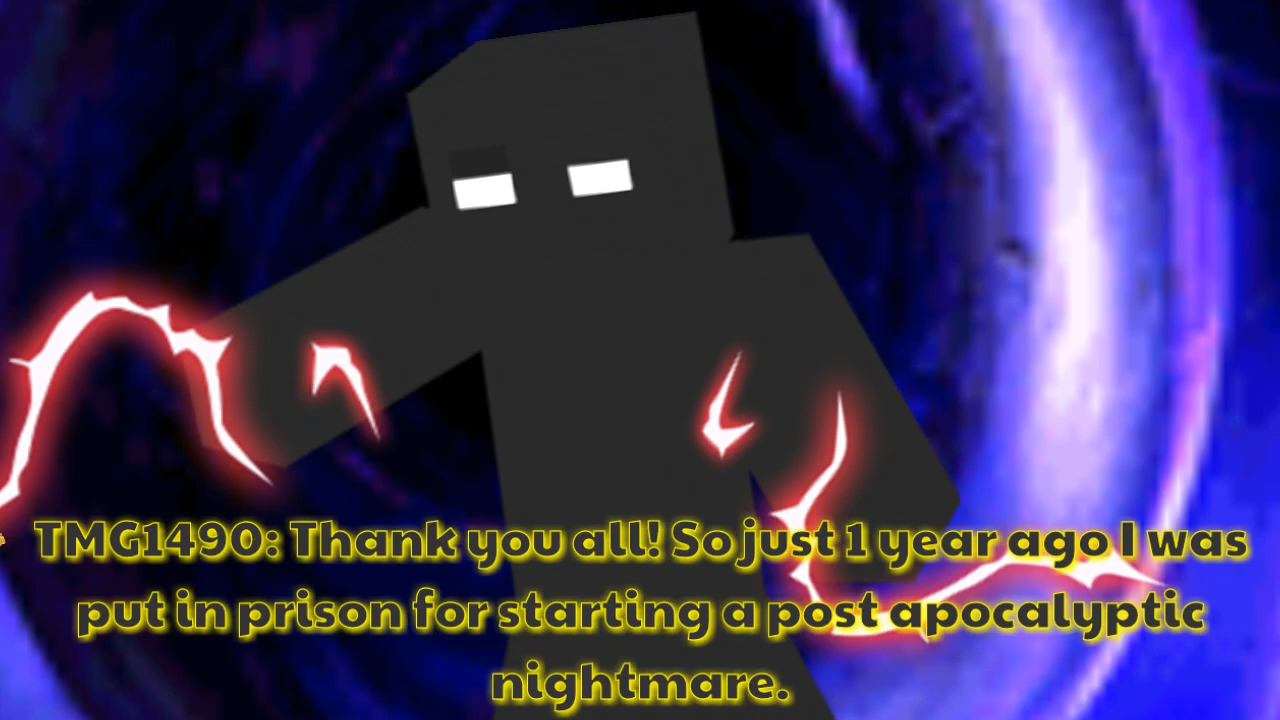 TMG1490: Thank you all! So just 1 year ago I was
put in prison for starting a post apocalyptic
nightmare.